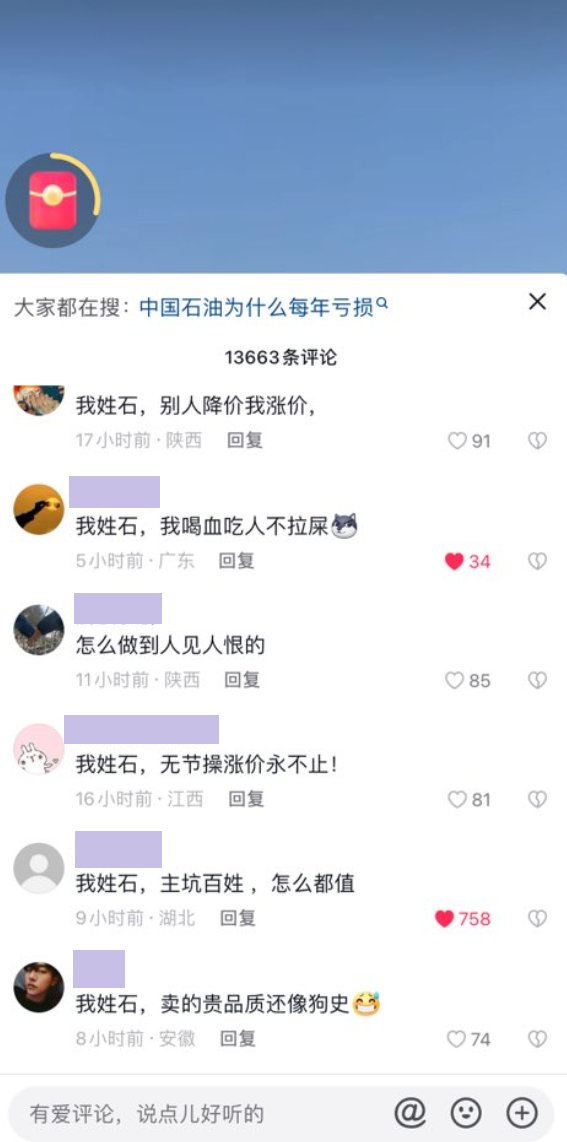 大家都在搜：中国石油为什么每年亏损
13663条评论
我姓石，别人降价我涨价，
17小时前 · 陕西 回复 91
我姓石，我喝血吃人不拉屎
5小时前 · 广东 回复 34
怎么做到人见人恨的
11小时前 · 陕西 回复 85
我姓石，无节操涨价永不止！
16小时前 · 江西 回复 81
我姓石，主坑百姓 ，怎么都值
9小时前 · 湖北 回复 758
我姓石，卖的贵品质还像狗史😅
8小时前 · 安徽 回复 74
有爱评论，说点儿好听的 @